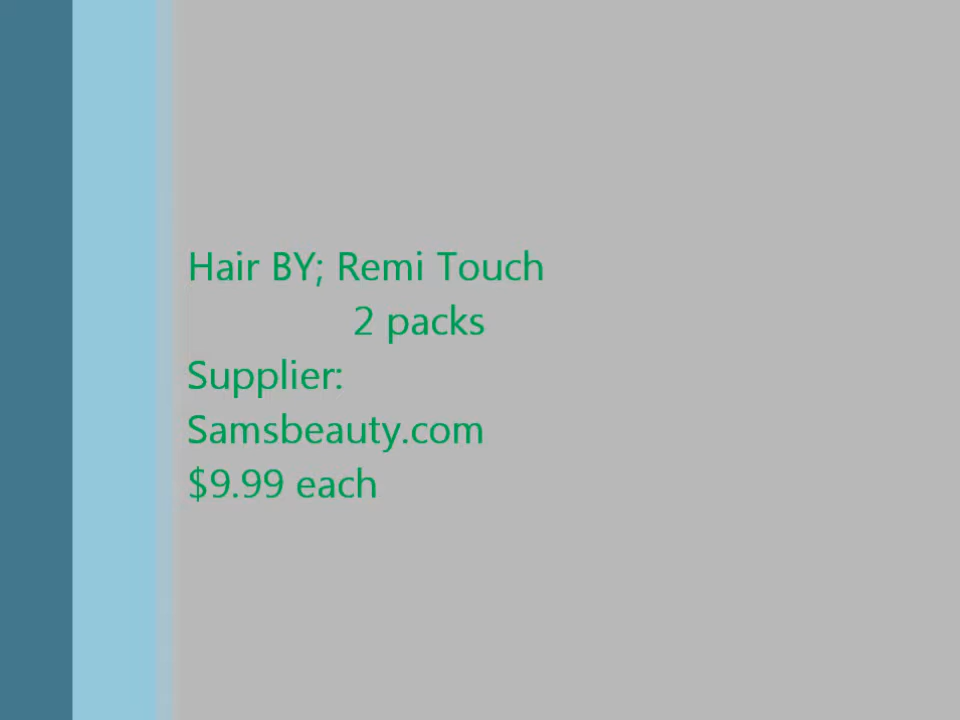 Hair BY; Remi Touch
2 packs
Supplier:
Samsbeauty.com
$9.99 each